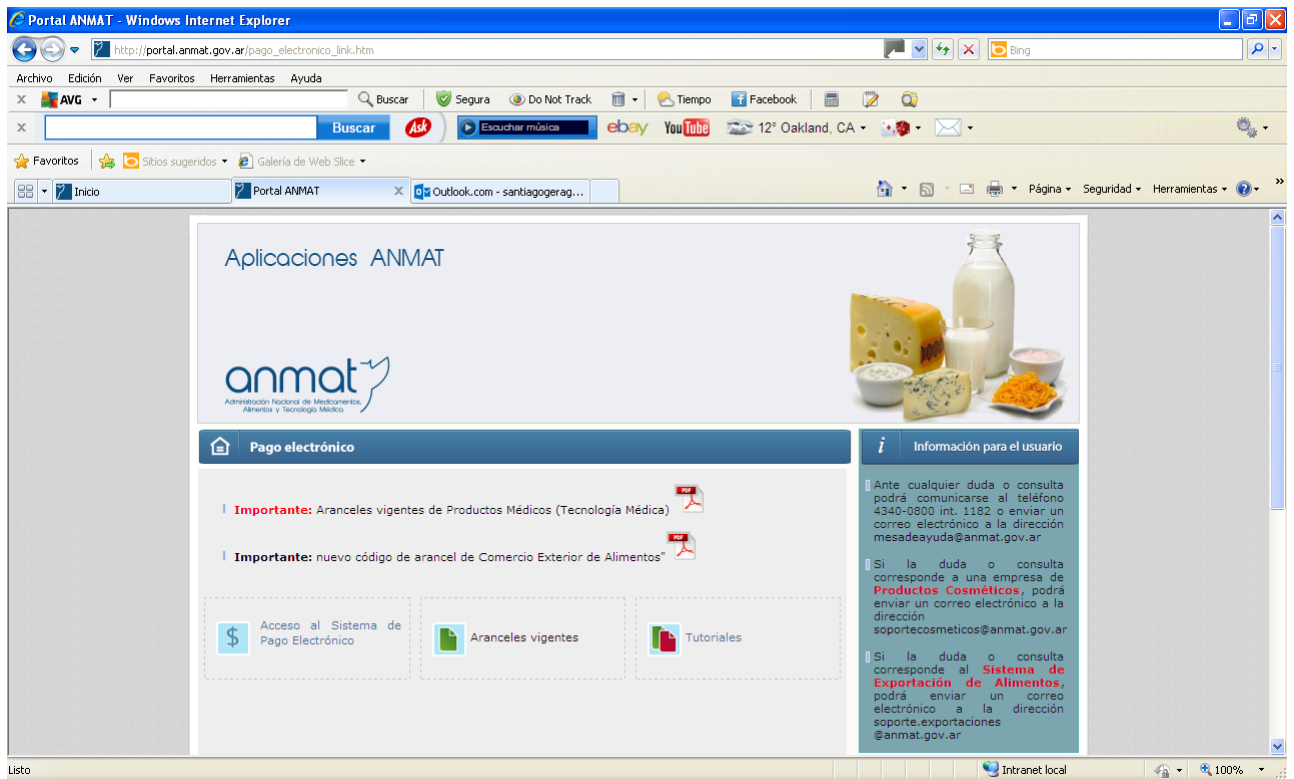 Portal ANMAT - Windows Internet Explorer
http://portal.anmat.gov.ar/pago_electronico_link.htm
Bing
Archivo Edición Ver Favoritos Herramientas Ayuda
x AVG Buscar Segura Do Not Track Tiempo Facebook
x Buscar Ask Escuchar música ebay YouTube 12° Oakland, CA
Favoritos Sitios sugeridos Galería de Web Slice
Inicio Portal ANMAT X Outlook.com - santiagogerag... Página Seguridad Herramientas »
Aplicaciones ANMAT
anmat
Administración Nacional de Medicamentos,
Alimentos y Tecnología Médica
Pago electrónico
Importante: Aranceles vigentes de Productos Médicos (Tecnología Médica) PDF
Importante: nuevo código de arancel de Comercio Exterior de Alimentos" PDF
$ Acceso al Sistema de
Pago Electrónico
Aranceles vigentes
Tutoriales
i Información para el usuario
Ante cualquier duda o consulta
podrá comunicarse al teléfono
4340-0800 int. 1182 o enviar un
correo electrónico a la dirección
mesadeayuda@anmat.gov.ar
Si la duda o consulta
corresponde a una empresa de
Productos Cosméticos, podrá
enviar un correo electrónico a la
dirección
soportecosmeticos@anmat.gov.ar
Si la duda o consulta
corresponde al Sistema de
Exportación de Alimentos,
podrá enviar un correo
electrónico a la dirección
soporte.exportaciones
@anmat.gov.ar
Listo Intranet local 100%